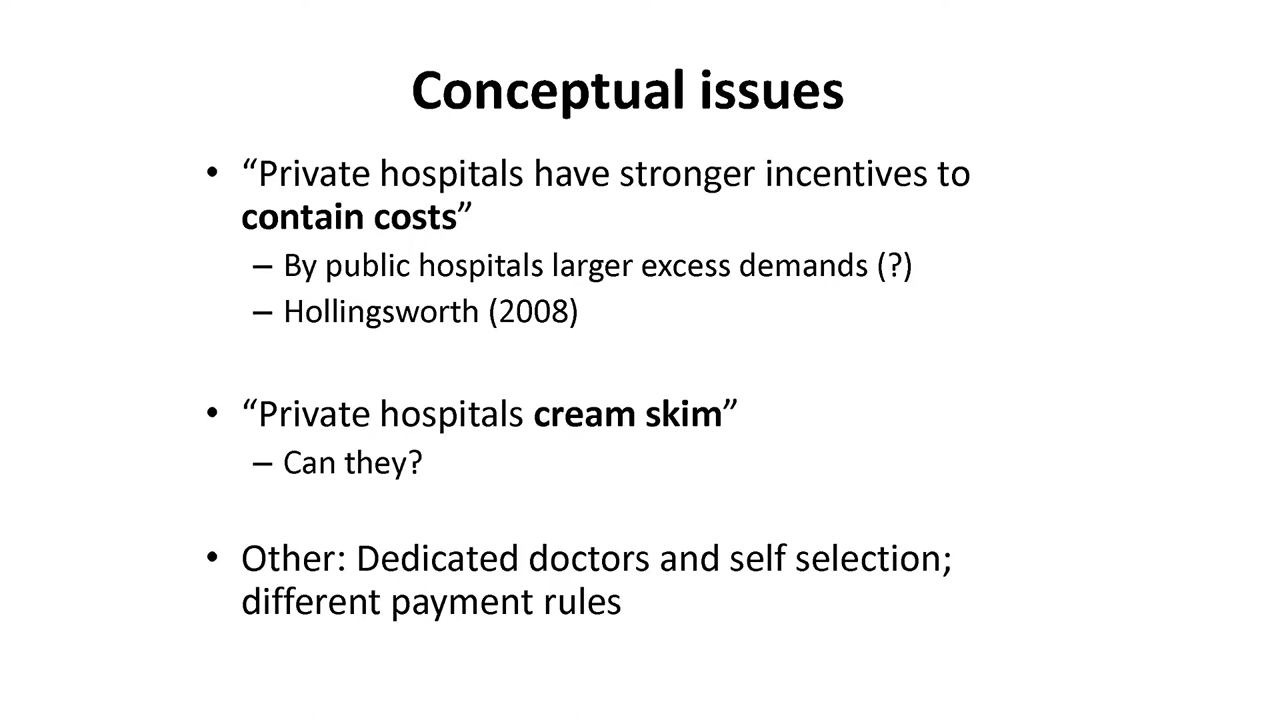 Conceptual issues
• “Private hospitals have stronger incentives to
contain costs”
– By public hospitals larger excess demands (?)
– Hollingsworth (2008)
• “Private hospitals cream skim”
– Can they?
• Other: Dedicated doctors and self selection;
different payment rules